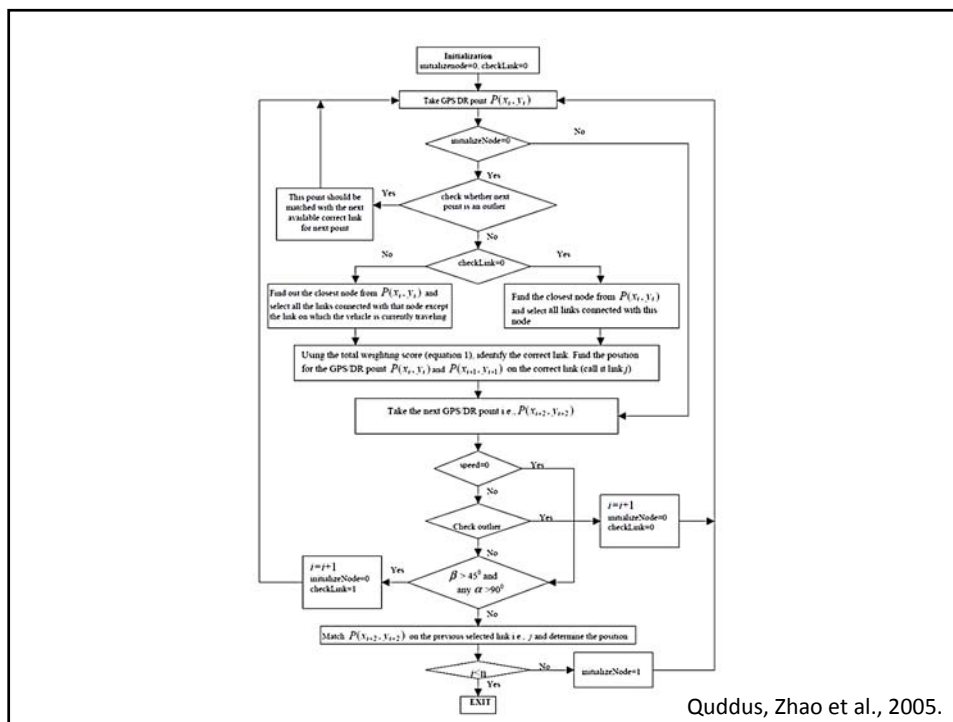 Initialization
initializenode=0, checkLink=0
Take GPS/DR point P(x_t, y_t)
No
initializeNode=0
Yes
This point should be
matched with the next
available correct link
for next point
Yes
check whether next
point is an outlier
No
No
checkLink=0
Yes
Find out the closest node from P(x_t, y_t) and
select all the links connected with that node except
the link on which the vehicle is currently traveling
Find the closest node from P(x_t, y_t)
and select all links connected with this
node
Using the total weighting score (equation 1), identify the correct link. Find the position
for the GPS/DR point P(x_t, y_t) and P(x_{t+1}, y_{t+1}) on the correct link (call it link j)
Take the next GPS/DR point i.e., P(x_{t+2}, y_{t+2})
speed=0
Yes
No
i=i+1
initializeNode=0
checkLink=0
Check outlier
Yes
No
i=i+1
initializeNode=0
checkLink=1
Yes
β > 45⁰ and
any α >90⁰
No
Match P(x_{t+2}, y_{t+2}) on the previous selected link i.e., j and determine the position
No
initializeNode=1
Yes
EXIT
Quddus, Zhao et al., 2005.